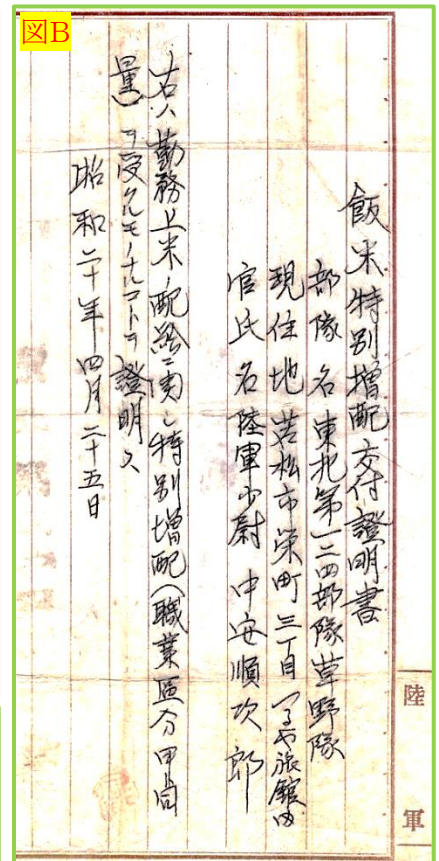 図B
飯米特別増配交付證明書
部隊名 東北第一二四部隊草野隊
現住地 若松市栄町三丁目 つるや旅館内
官氏名 陸軍少尉 中安順次郎
右ハ勤務上米ノ配給ニ関シ特別増配(職業区分甲同
量)ヲ受クルモノナルコトヲ證明ス
昭和二十年四月二十五日
陸軍